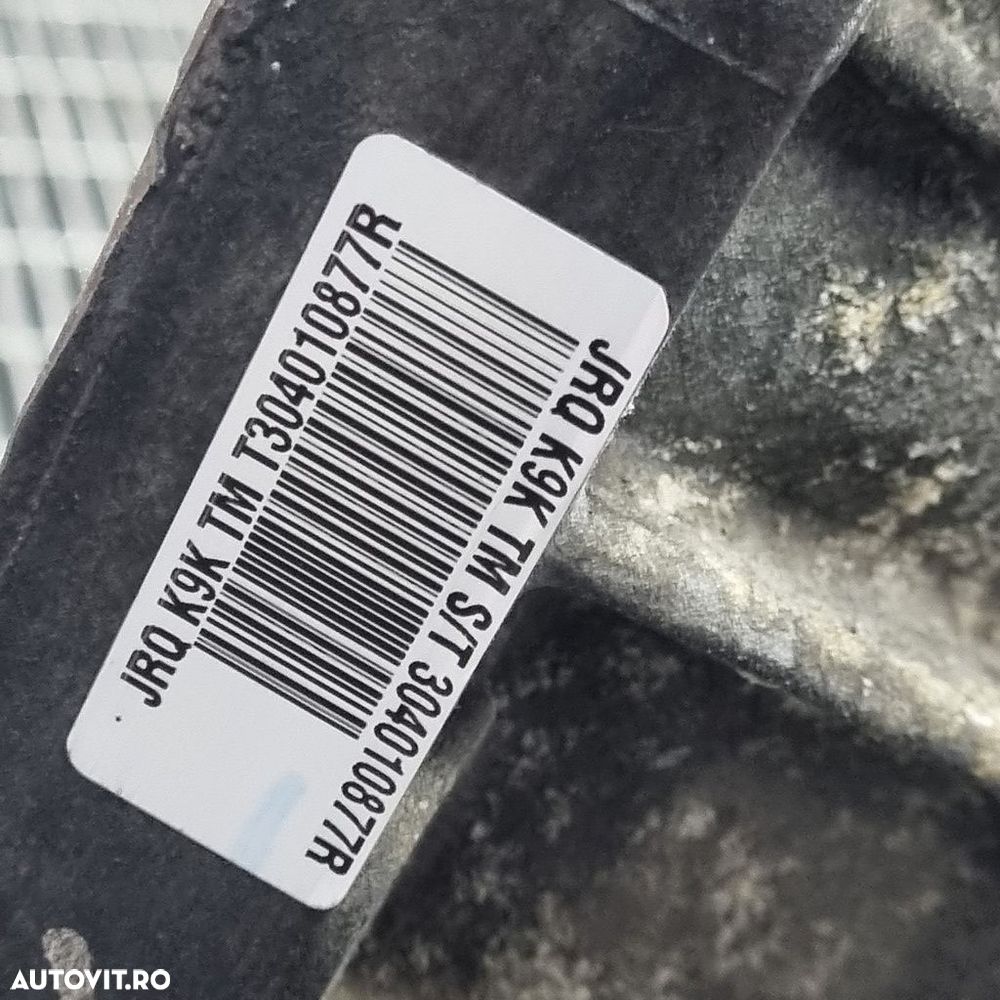 JRQ K9K TM T304010877R
JRQ K9K TM S/T 304010877R
AUTOVIT.RO